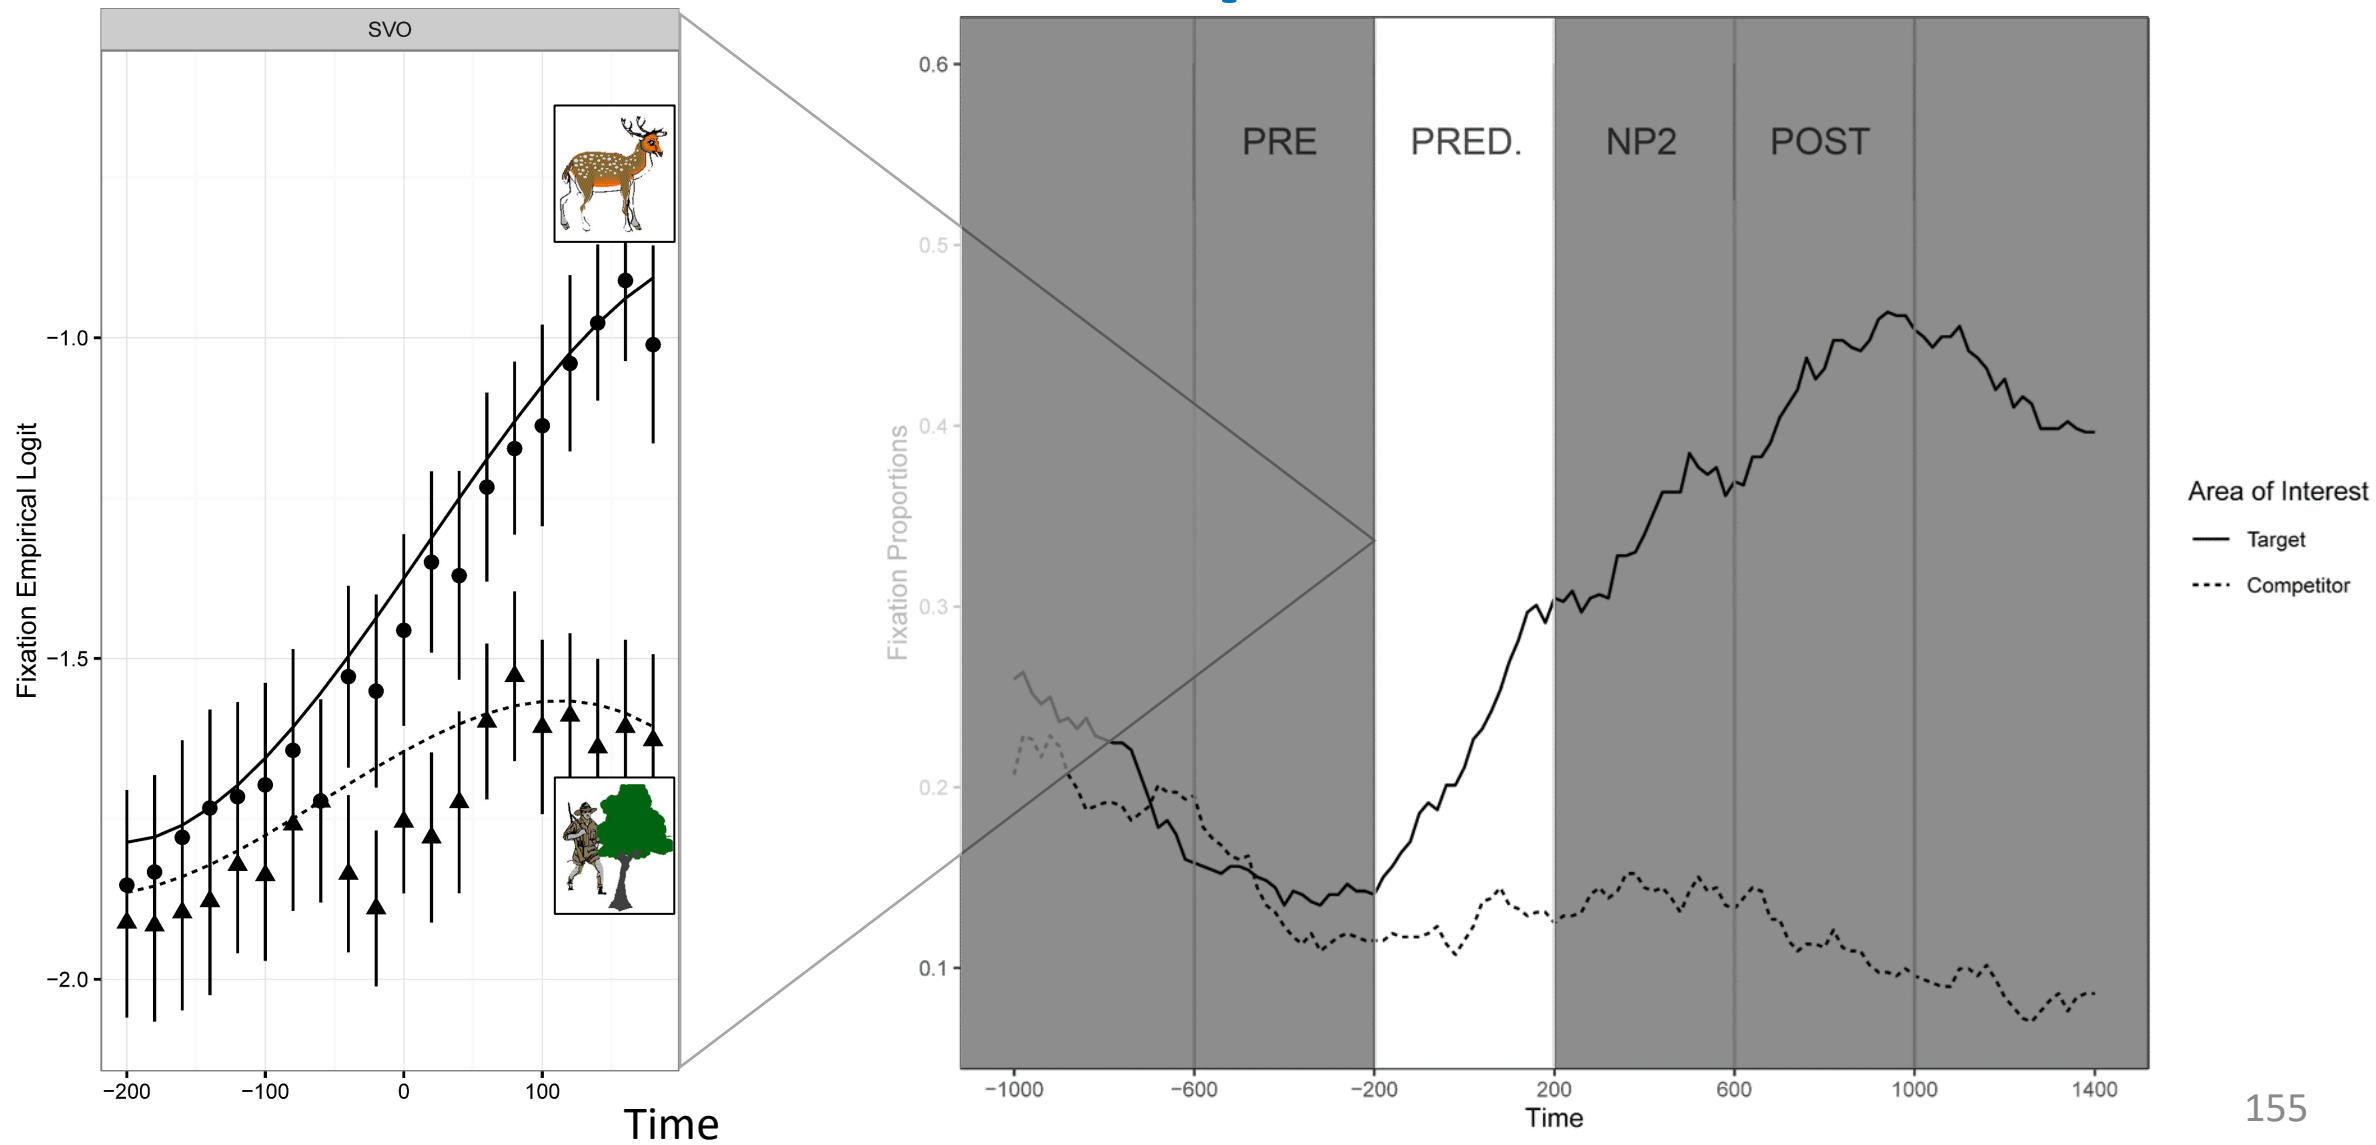 SVO
Fixation Empirical Logit
−1.0
−1.5
−2.0
−200
−100
0
100
Time
Fixation Proportions
0.6
0.5
0.4
0.3
0.2
0.1
PRE
PRED.
NP2
POST
−1000
−600
−200
200
600
1000
1400
Time
Area of Interest
Target
Competitor
155